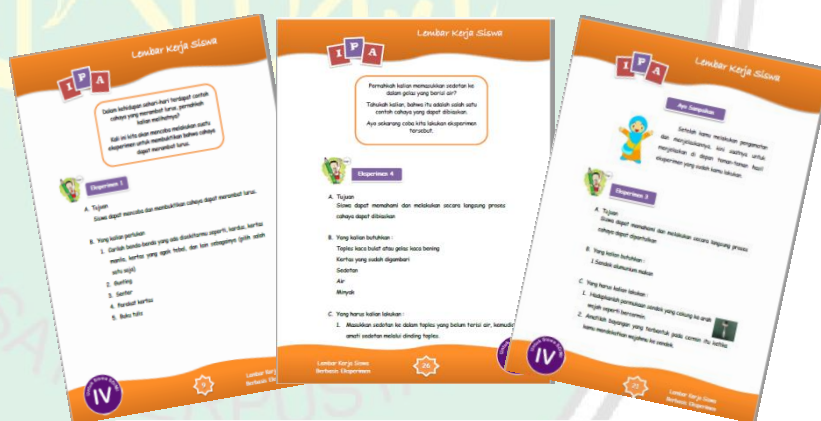 Lembar Kerja Siswa
I P A
Dalam kehidupan sehari-hari terdapat contoh
cahaya yang merambat lurus, pernahkah
kalian melihatnya?
Kali ini kita akan mencoba melakukan suatu
eksperimen untuk membuktikan bahwa cahaya
dapat merambat lurus.
Eksperimen 1
A. Tujuan
Siswa dapat mencoba dan membuktikan cahaya dapat merambat lurus.
B. Yang kalian perlukan
1. Carilah benda-benda yang ada disekitarmu seperti, kardus, kertas
manila, kertas yang agak tebal, dan lain sebagainya (pilih salah
satu saja)
2. Gunting
3. Senter
4. Perekat kertas
5. Buku tulis
IV
9
Lembar Kerj
Berbasis Eks
Lembar Kerja Siswa
I P A
Pernahkah kalian memasukkan sedotan ke
dalam gelas yang berisi air?
Tahukah kalian, bahwa itu adalah salah satu
contoh cahaya yang dapat dibiaskan.
Ayo sekarang coba kita lakukan eksperimen
tersebut.
Eksperimen 4
A. Tujuan
Siswa dapat memahami dan melakukan secara langsung proses
cahaya dapat dibiaskan
B. Yang kalian butuhkan :
Toples kaca bulat atau gelas kaca bening
Kertas yang sudah digambari
Sedotan
Air
Minyak
C. Yang harus kalian lakukan :
1. Masukkan sedotan ke dalam toples yang belum terisi air, kemudia
amati sedotan melalui dinding toples.
Lembar Kerja Siswa
Berbasis Eksperimen
26
Lembar Kerja Siswa
I P A
Ayo Sampaikan
Setelah kamu melakukan pengamatan
dan menjelaskannya, kini saatnya untuk
menjelaskan di depan teman-teman hasil
eksperimen yang sudah kamu lakukan.
Eksperimen 3
A. Tujuan
Siswa dapat memahami dan melakukan secara langsung proses
cahaya dapat dipantulkan
B. Yang kalian butuhkan :
1. Sendok alumunium makan
C. Yang harus kalian lakukan :
1. Hadapkanlah permukaan sendok yang cekung ke arah
wajah seperti bercermin.
2. Amatilah bayangan yang terbentuk pada cermin itu ketika
kamu mendekatkan wajahmu ke sendok.
IV
21
Lembar Kerja Siswa
Berbasis Eksperimen